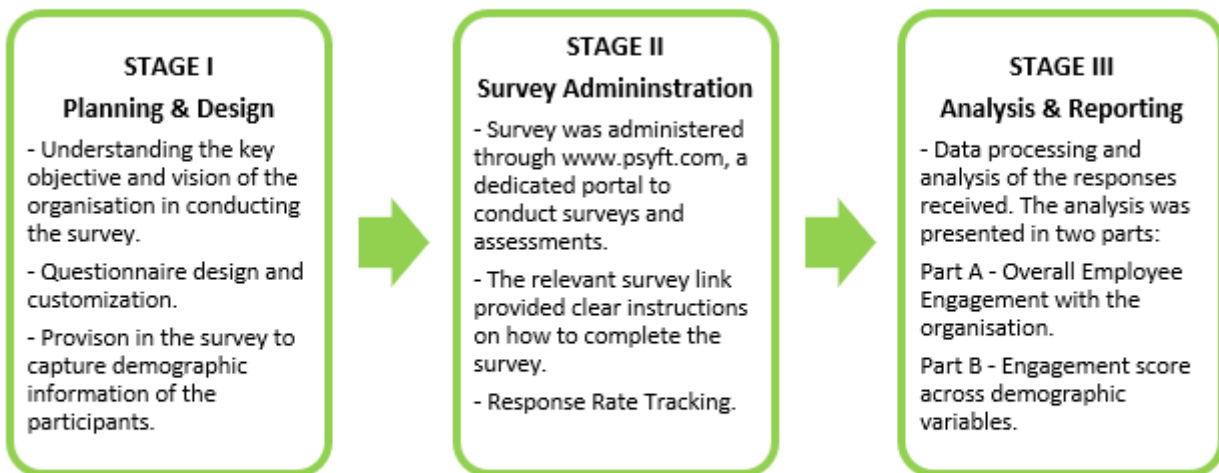 STAGE I
Planning & Design
- Understanding the key
objective and vision of the
organisation in conducting
the survey.
- Questionnaire design and
customization.
- Provison in the survey to
capture demographic
information of the
participants.
STAGE II
Survey Admininstration
- Survey was administered
through www.psyft.com, a
dedicated portal to
conduct surveys and
assessments.
- The relevant survey link
provided clear instructions
on how to complete the
survey.
- Response Rate Tracking.
STAGE III
Analysis & Reporting
- Data processing and
analysis of the responses
received. The analysis was
presented in two parts:
Part A - Overall Employee
Engagement with the
organisation.
Part B - Engagement score
across demographic
variables.